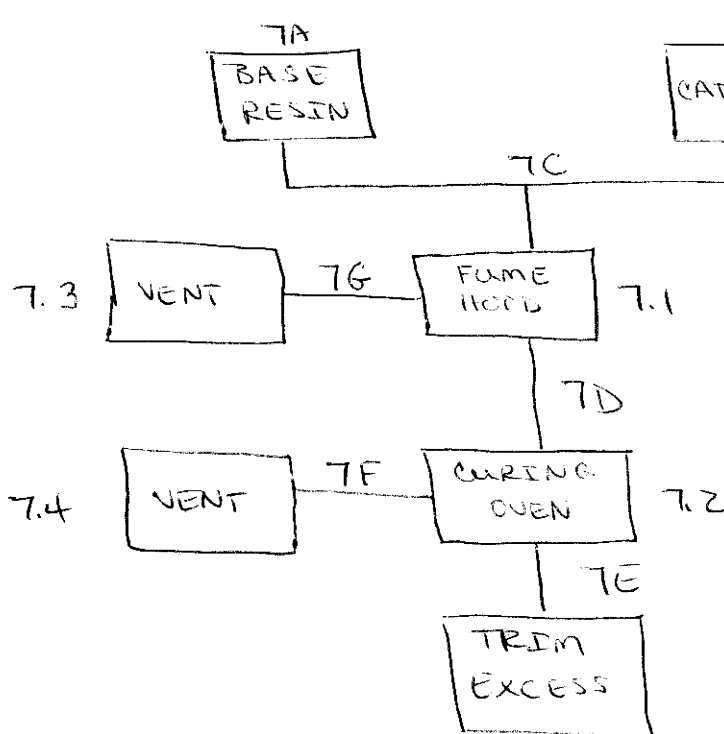 7A
BASE
RESIN
CAT
7C
7.3
VENT
7G
FUME
HOOD
7.1
7D
7.4
VENT
7F
CURING
OVEN
7.2
7E
TRIM
EXCESS